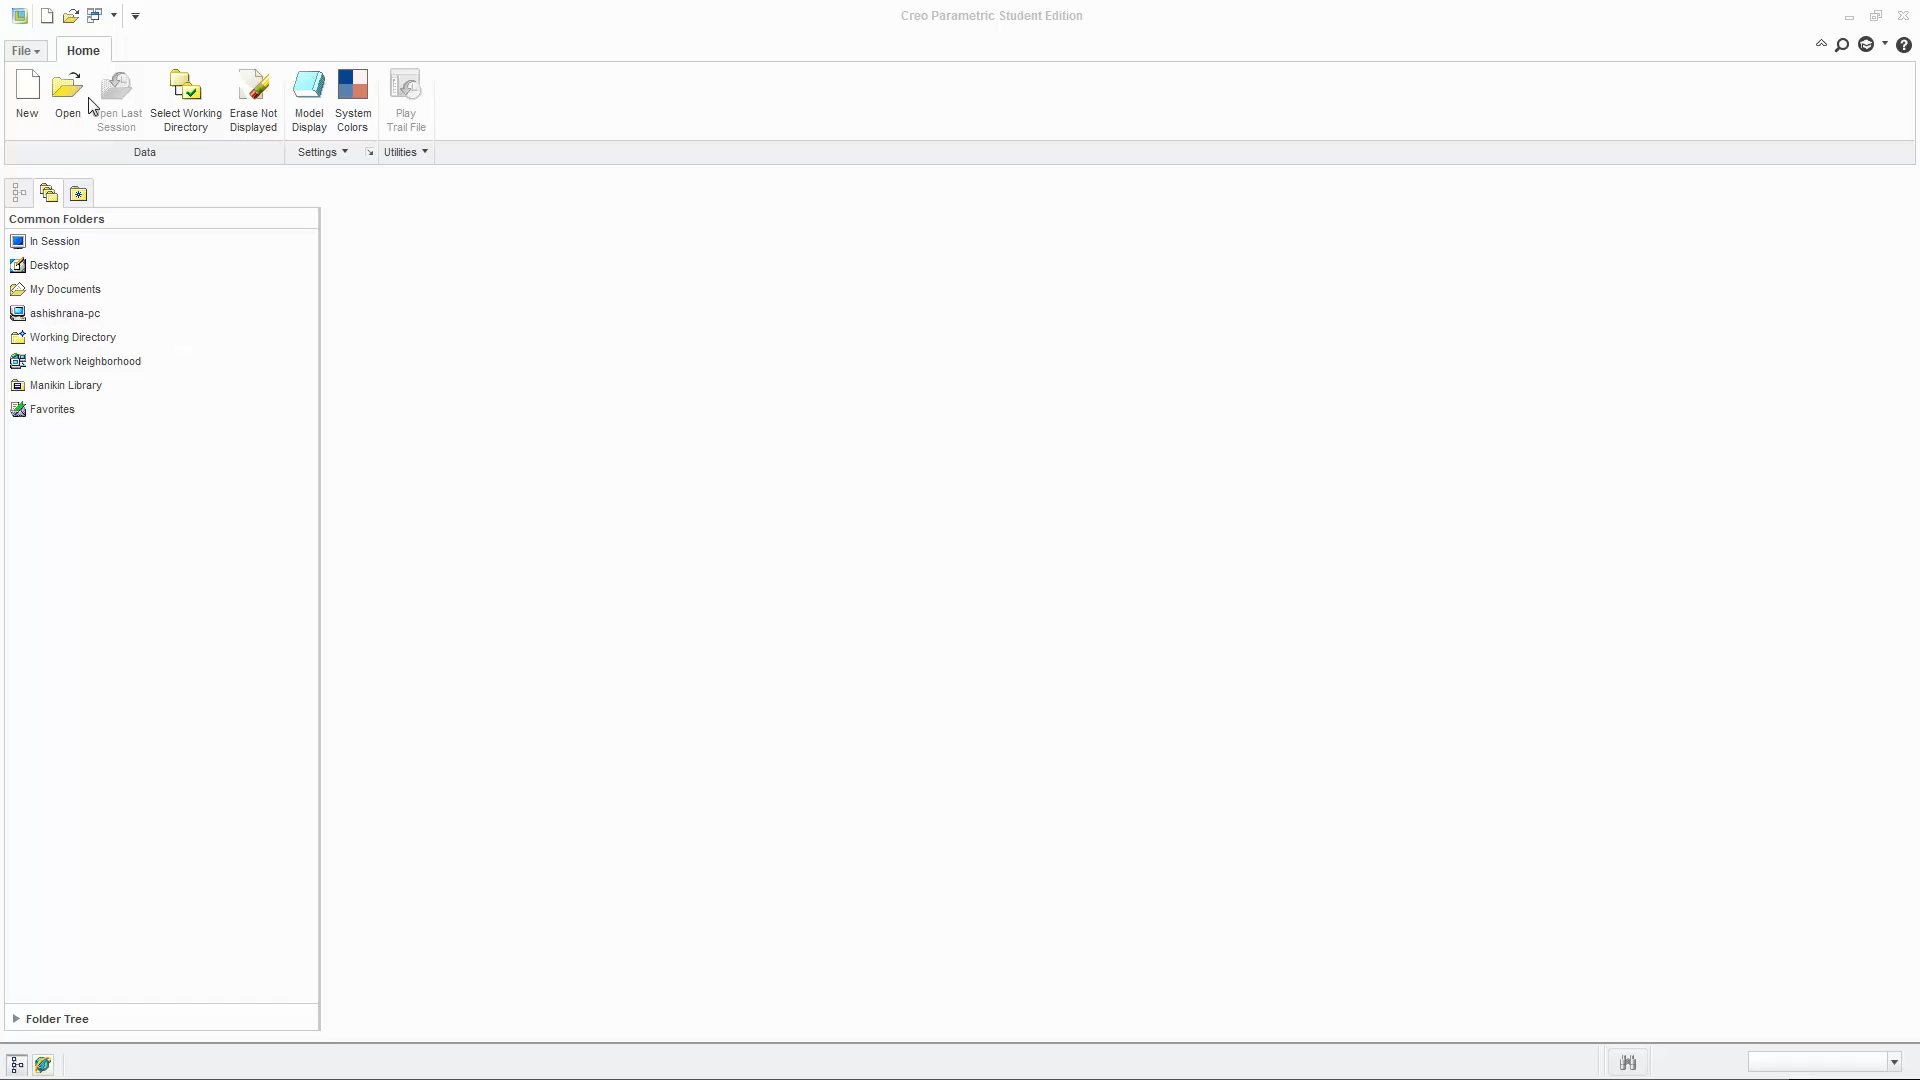 Creo Parametric Student Edition
File
Home
New
Open
pen Last
Session
Select Working
Directory
Erase Not
Displayed
Model
Display
System
Colors
Play
Trail File
Data
Settings
Utilities
Common Folders
In Session
Desktop
My Documents
ashishrana-pc
Working Directory
Network Neighborhood
Manikin Library
Favorites
Folder Tree